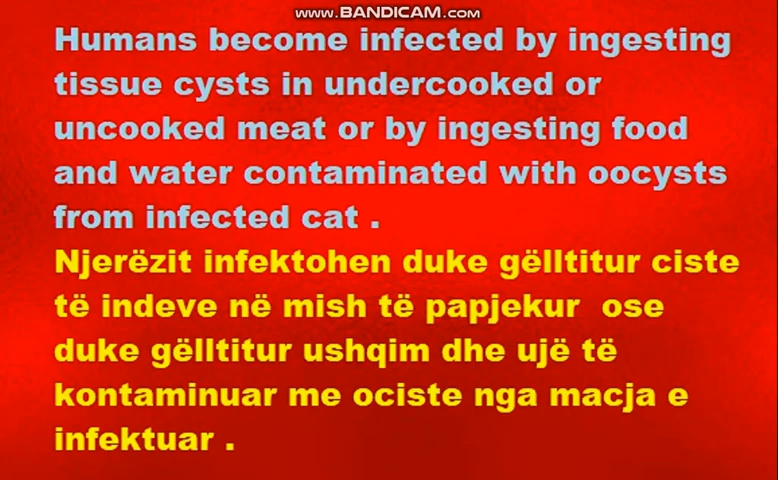 www.BANDICAM.com
Humans become infected by ingesting
tissue cysts in undercooked or
uncooked meat or by ingesting food
and water contaminated with oocysts
from infected cat .
Njerëzit infektohen duke gëlltitur ciste
të indeve në mish të papjekur  ose
duke gëlltitur ushqim dhe ujë të
kontaminuar me ociste nga macja e
infektuar .